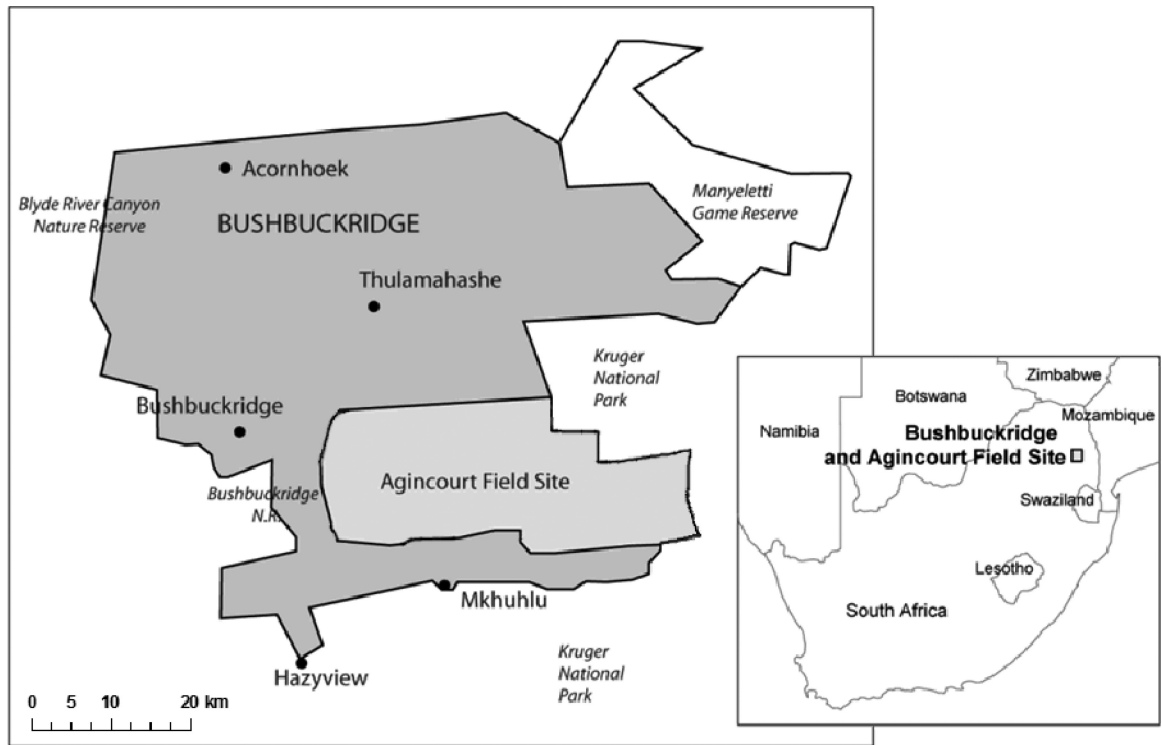 Acornhoek
Blyde River Canyon
Nature Reserve
BUSHBUCKRIDGE
Manyeletti
Game Reserve
Thulamahashe
Kruger
National
Park
Bushbuckridge
Agincourt Field Site
Bushbuckridge
N.R.
Mkhuhlu
Hazyview
Kruger
National
Park
0 5 10 20 km
Zimbabwe
Botswana
Mozambique
Namibia
Bushbuckridge
and Agincourt Field Site
Swaziland
Lesotho
South Africa